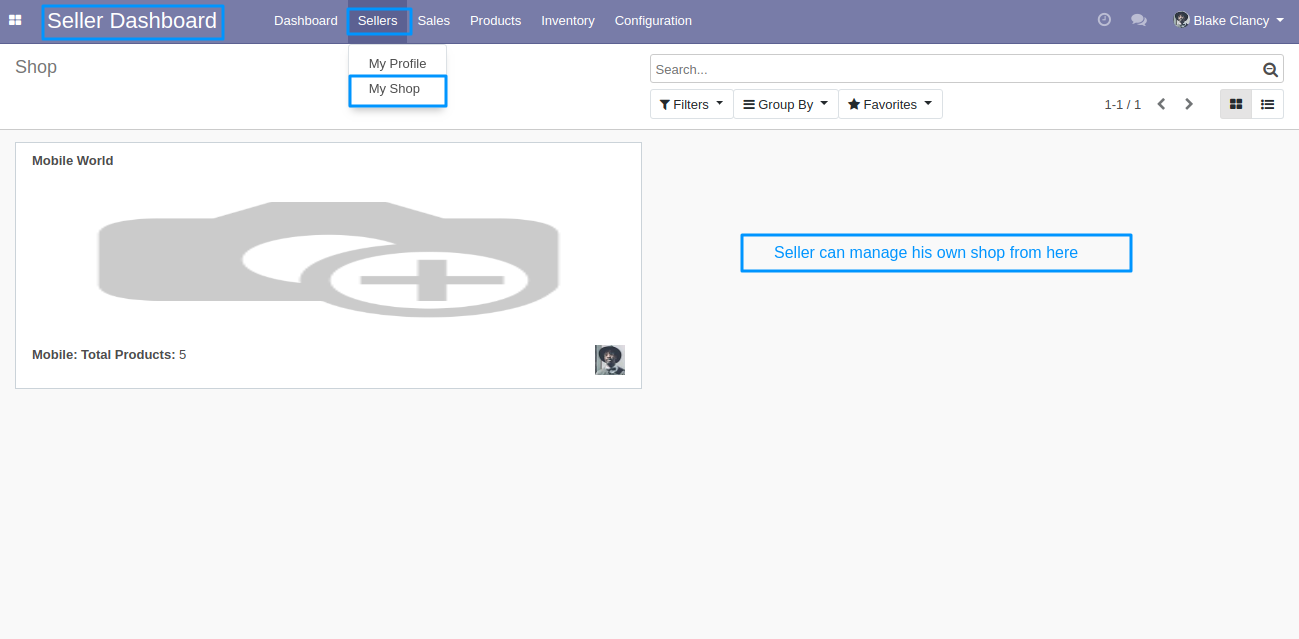 Seller Dashboard Dashboard Sellers Sales Products Inventory Configuration Blake Clancy
Shop
My Profile
My Shop
Search...
Filters Group By Favorites 1-1 / 1
Mobile World
Seller can manage his own shop from here
Mobile: Total Products: 5